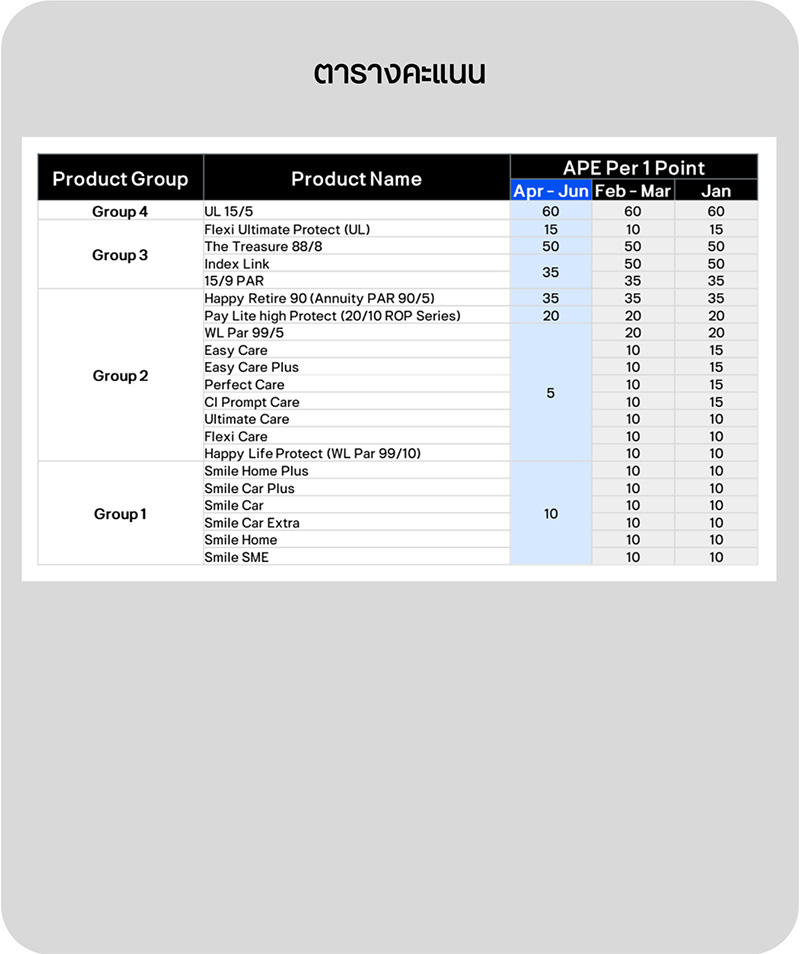 ตารางคะแนน
Product Group Product Name APE Per 1 Point
Apr - Jun Feb - Mar Jan
Group 4 UL 15/5 60 60 60
Group 3
Flexi Ultimate Protect (UL) 15 10 15
The Treasure 88/8 50 50 50
Index Link 35 50 50
15/9 PAR 35 35
Group 2
Happy Retire 90 (Annuity PAR 90/5) 35 35 35
Pay Lite high Protect (20/10 ROP Series) 20 20 20
WL Par 99/5 5 20 20
Easy Care 10 15
Easy Care Plus 10 15
Perfect Care 10 15
CI Prompt Care 10 15
Ultimate Care 10 10
Flexi Care 10 10
Happy Life Protect (WL Par 99/10) 10 10
Group 1
Smile Home Plus 10 10 10
Smile Car Plus 10 10
Smile Car 10 10
Smile Car Extra 10 10
Smile Home 10 10
Smile SME 10 10